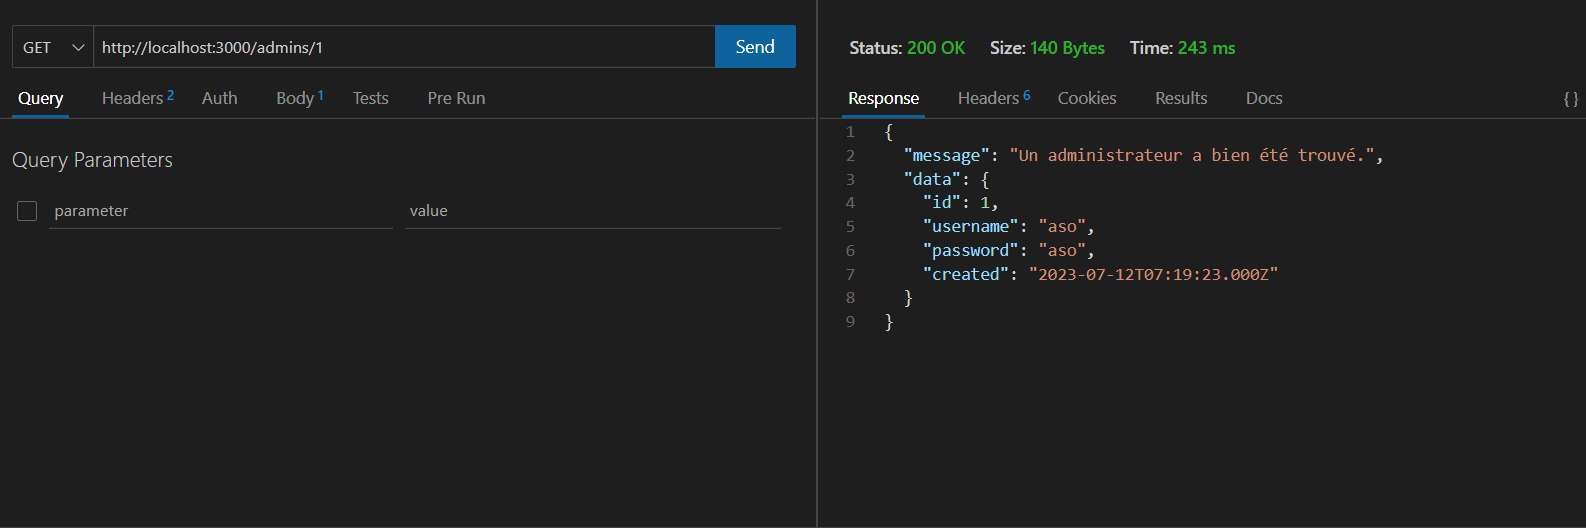 GET http://localhost:3000/admins/1 Send
Query Headers 2 Auth Body 1 Tests Pre Run
Query Parameters
parameter value
Status: 200 OK Size: 140 Bytes Time: 243 ms
Response Headers 6 Cookies Results Docs { }
1 {
2 "message": "Un administrateur a bien été trouvé.",
3 "data": {
4 "id": 1,
5 "username": "aso",
6 "password": "aso",
7 "created": "2023-07-12T07:19:23.000Z"
8 }
9 }